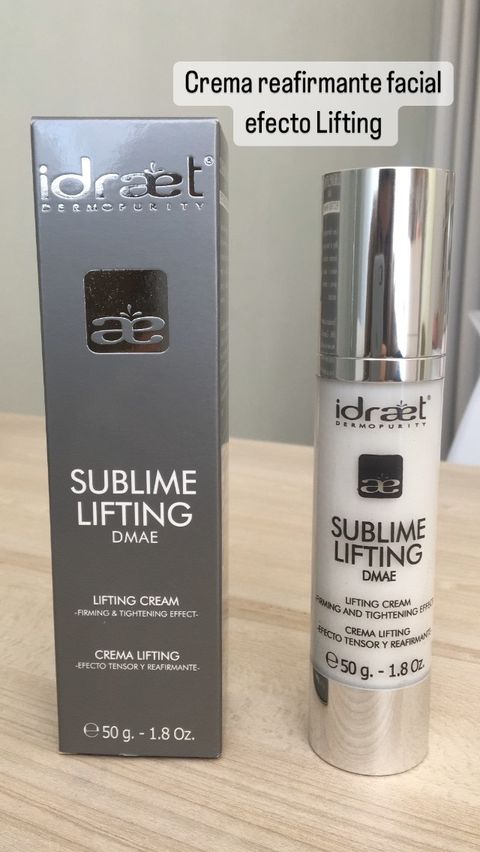 Crema reafirmante facial
efecto Lifting
idraet®
DERMOPURITY
ae
SUBLIME
LIFTING
DMAE
LIFTING CREAM
-FIRMING & TIGHTENING EFFECT-
CREMA LIFTING
-EFECTO TENSOR Y REAFIRMANTE-
℮ 50 g. - 1.8 Oz.
idraet
DERMOPURITY
ae
SUBLIME
LIFTING
DMAE
LIFTING CREAM
-FIRMING AND TIGHTENING EFFECT
CREMA LIFTING
-EFECTO TENSOR Y REAFIRMANTE
℮ 50 g. - 1.8 Oz.